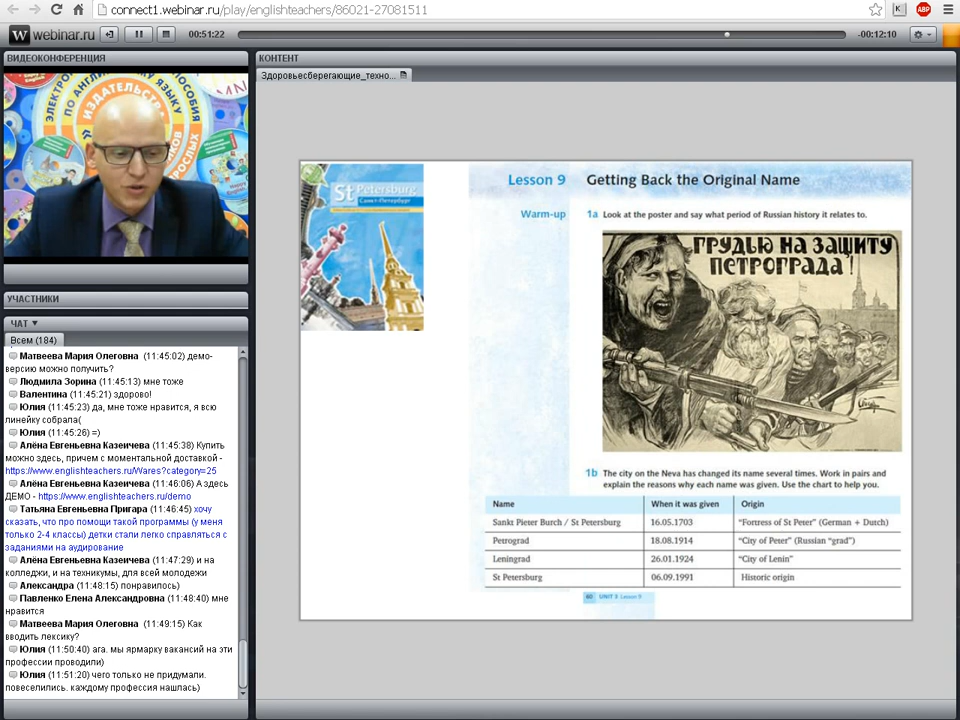 connect1.webinar.ru/play/englishteachers/86021-27081511
K
ABP
W webinar.ru
00:51:22
-00:12:10
ВИДЕОКОНФЕРЕНЦИЯ
ЭЛЕКТРОННЫЕ ПОСОБИЯ
ПО АНГЛИЙСКОМУ ЯЗЫКУ
ИЗДАТЕЛЬСТВО
УЧАСТНИКИ
ЧАТ
Всем (184)
Матвеева Мария Олеговна (11:45:02) демо-
версию можно получить?
Людмила Зорина (11:45:13) мне тоже
Валентина (11:45:21) здорово!
Юлия (11:45:23) да, мне тоже нравится, я всю
линейку собрала(
Юлия (11:45:26) =)
Алёна Евгеньевна Казеичева (11:45:38) Купить
можно здесь, причем с моментальной доставкой -
https://www.englishteachers.ru/Wares?category=25
Алёна Евгеньевна Казеичева (11:46:06) А здесь
ДЕМО - https://www.englishteachers.ru/demo
Татьяна Евгеньевна Пригара (11:46:45) хочу
сказать, что про помощи такой программы (у меня
только 2-4 классы) детки стали легко справляться с
заданиями на аудирование
Алёна Евгеньевна Казеичева (11:47:29) и на
колледжи, и на техникумы, для всей молодежи
Александра (11:48:15) понравилось)
Павленко Елена Александровна (11:48:40) мне
нравится
Матвеева Мария Олеговна (11:49:15) Как
вводить лексику?
Юлия (11:50:40) ага. мы ярмарку вакансий на эти
профессии проводили)
Юлия (11:51:20) чего только не придумали.
повеселились. каждому профессия нашлась)
КОНТЕНТ
Здоровьесберегающие_техно...
St Petersburg
Санкт-Петербург
Lesson 9 Getting Back the Original Name
Warm-up 1a Look at the poster and say what period of Russian history it relates to.
ГРУДЬЮ НА ЗАЩИТУ
ПЕТРОГРАДА!
1b The city on the Neva has changed its name several times. Work in pairs and
explain the reasons why each name was given. Use the chart to help you.
Name When it was given Origin
Sankt Pieter Burch / St Petersburg 16.05.1703 "Fortress of St Peter" (German + Dutch)
Petrograd 18.08.1914 "City of Peter" (Russian "grad")
Leningrad 26.01.1924 "City of Lenin"
St Petersburg 06.09.1991 Historic origin
60 UNIT 3 Lesson 9